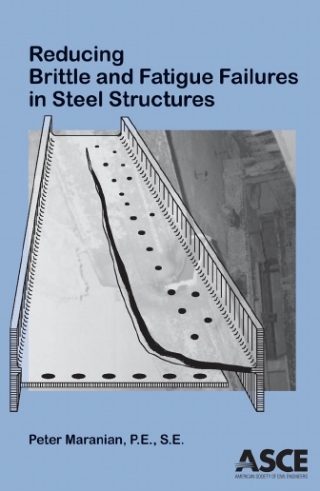 Reducing
Brittle and Fatigue Failures
in Steel Structures
Peter Maranian, P.E., S.E.
ASCE
AMERICAN SOCIETY OF CIVIL ENGINEERS